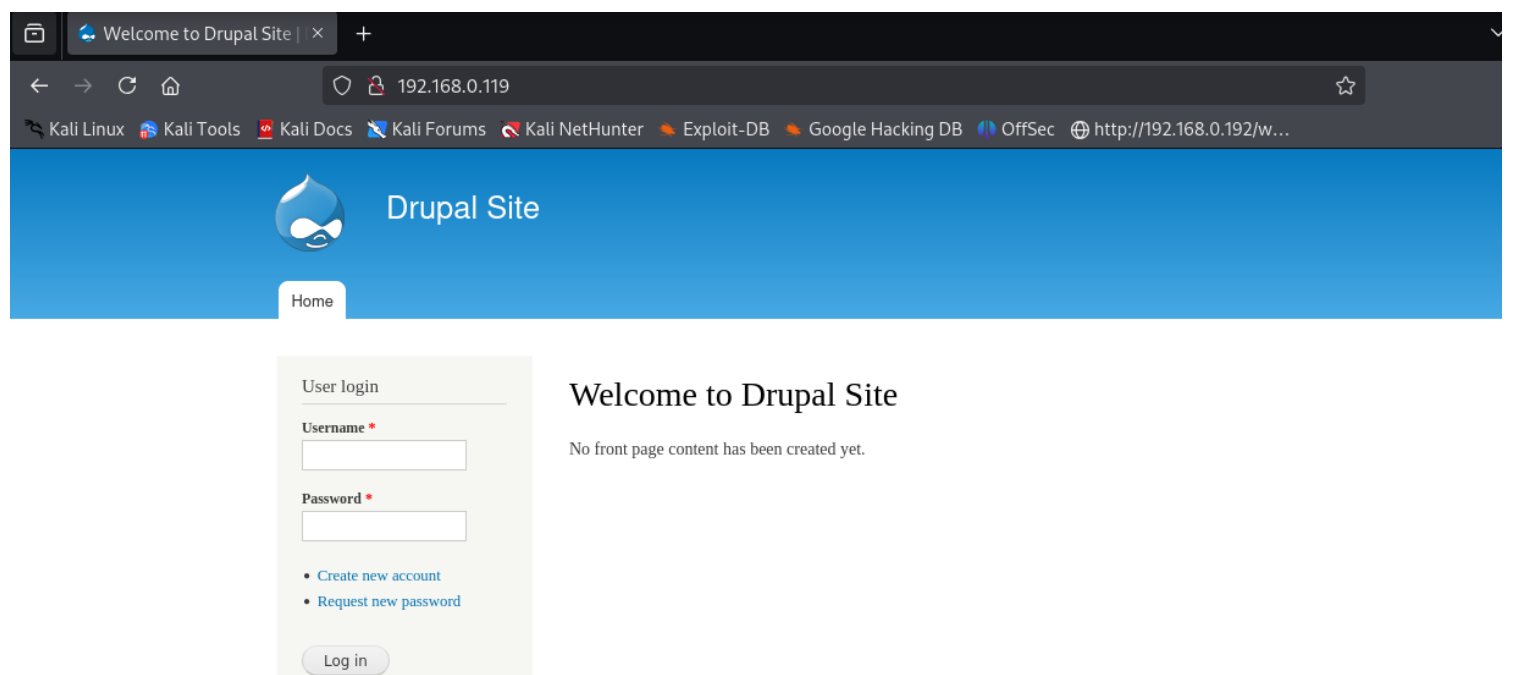 Welcome to Drupal Site |
192.168.0.119
Kali Linux Kali Tools Kali Docs Kali Forums Kali NetHunter Exploit-DB Google Hacking DB OffSec http://192.168.0.192/w...
Drupal Site
Home
User login
Username *
Password *
Create new account
Request new password
Log in
Welcome to Drupal Site
No front page content has been created yet.